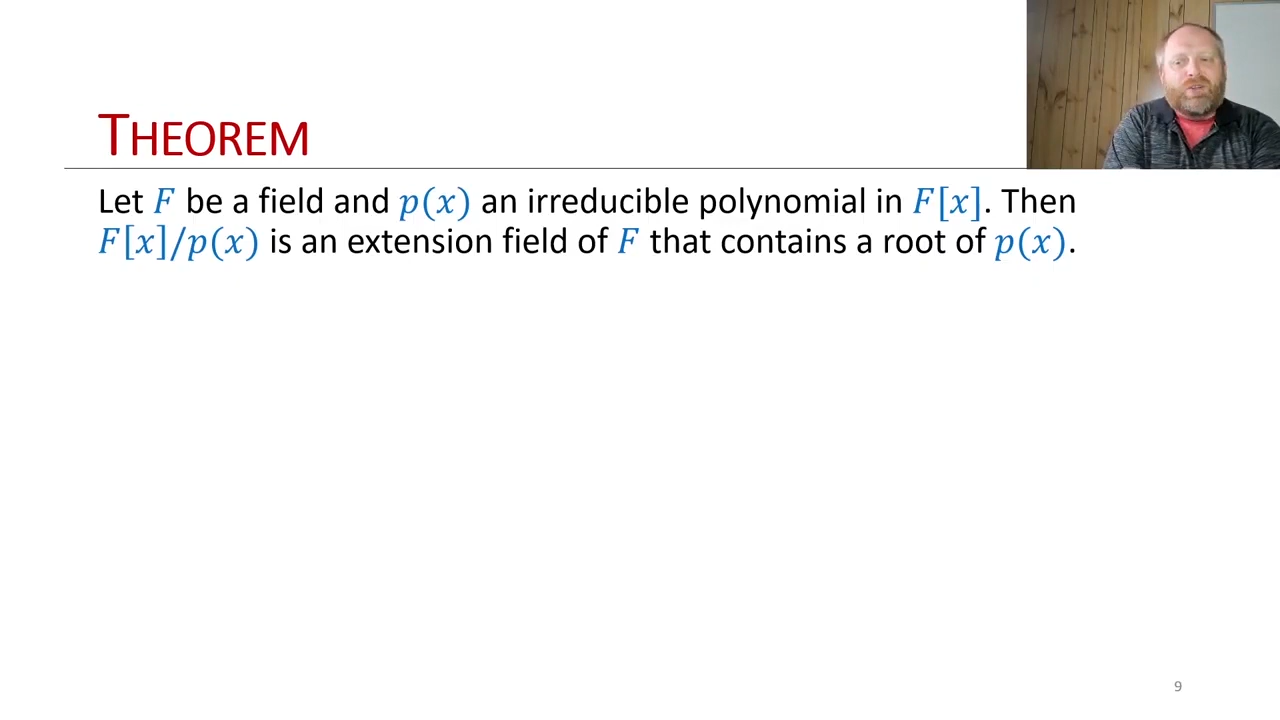 THEOREM
Let F be a field and p(x) an irreducible polynomial in F[x]. Then
F[x]/p(x) is an extension field of F that contains a root of p(x).
9